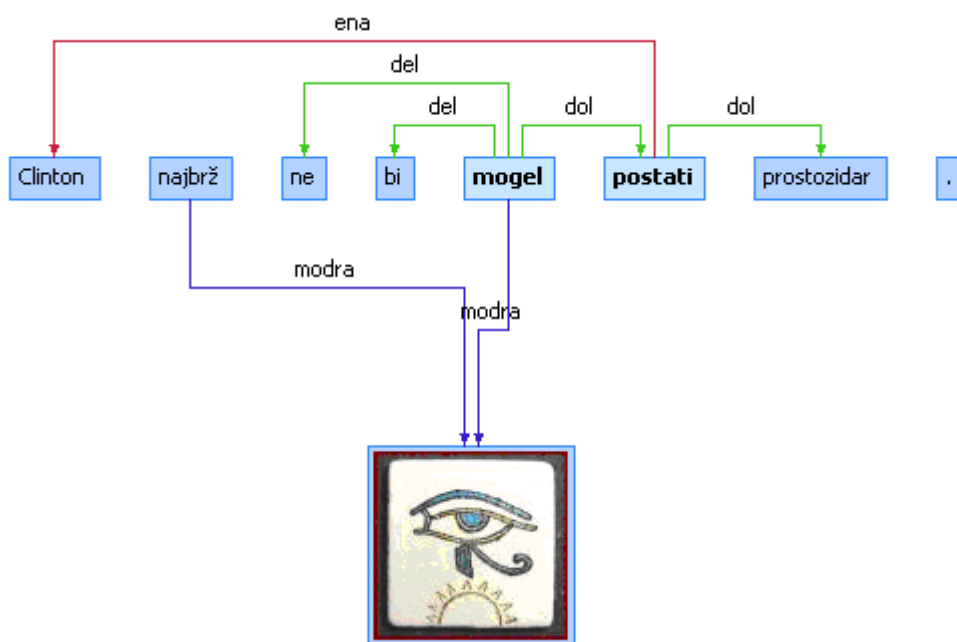 ena
del
del dol dol
Clinton najbrž ne bi mogel postati prostozidar .
modra
modra